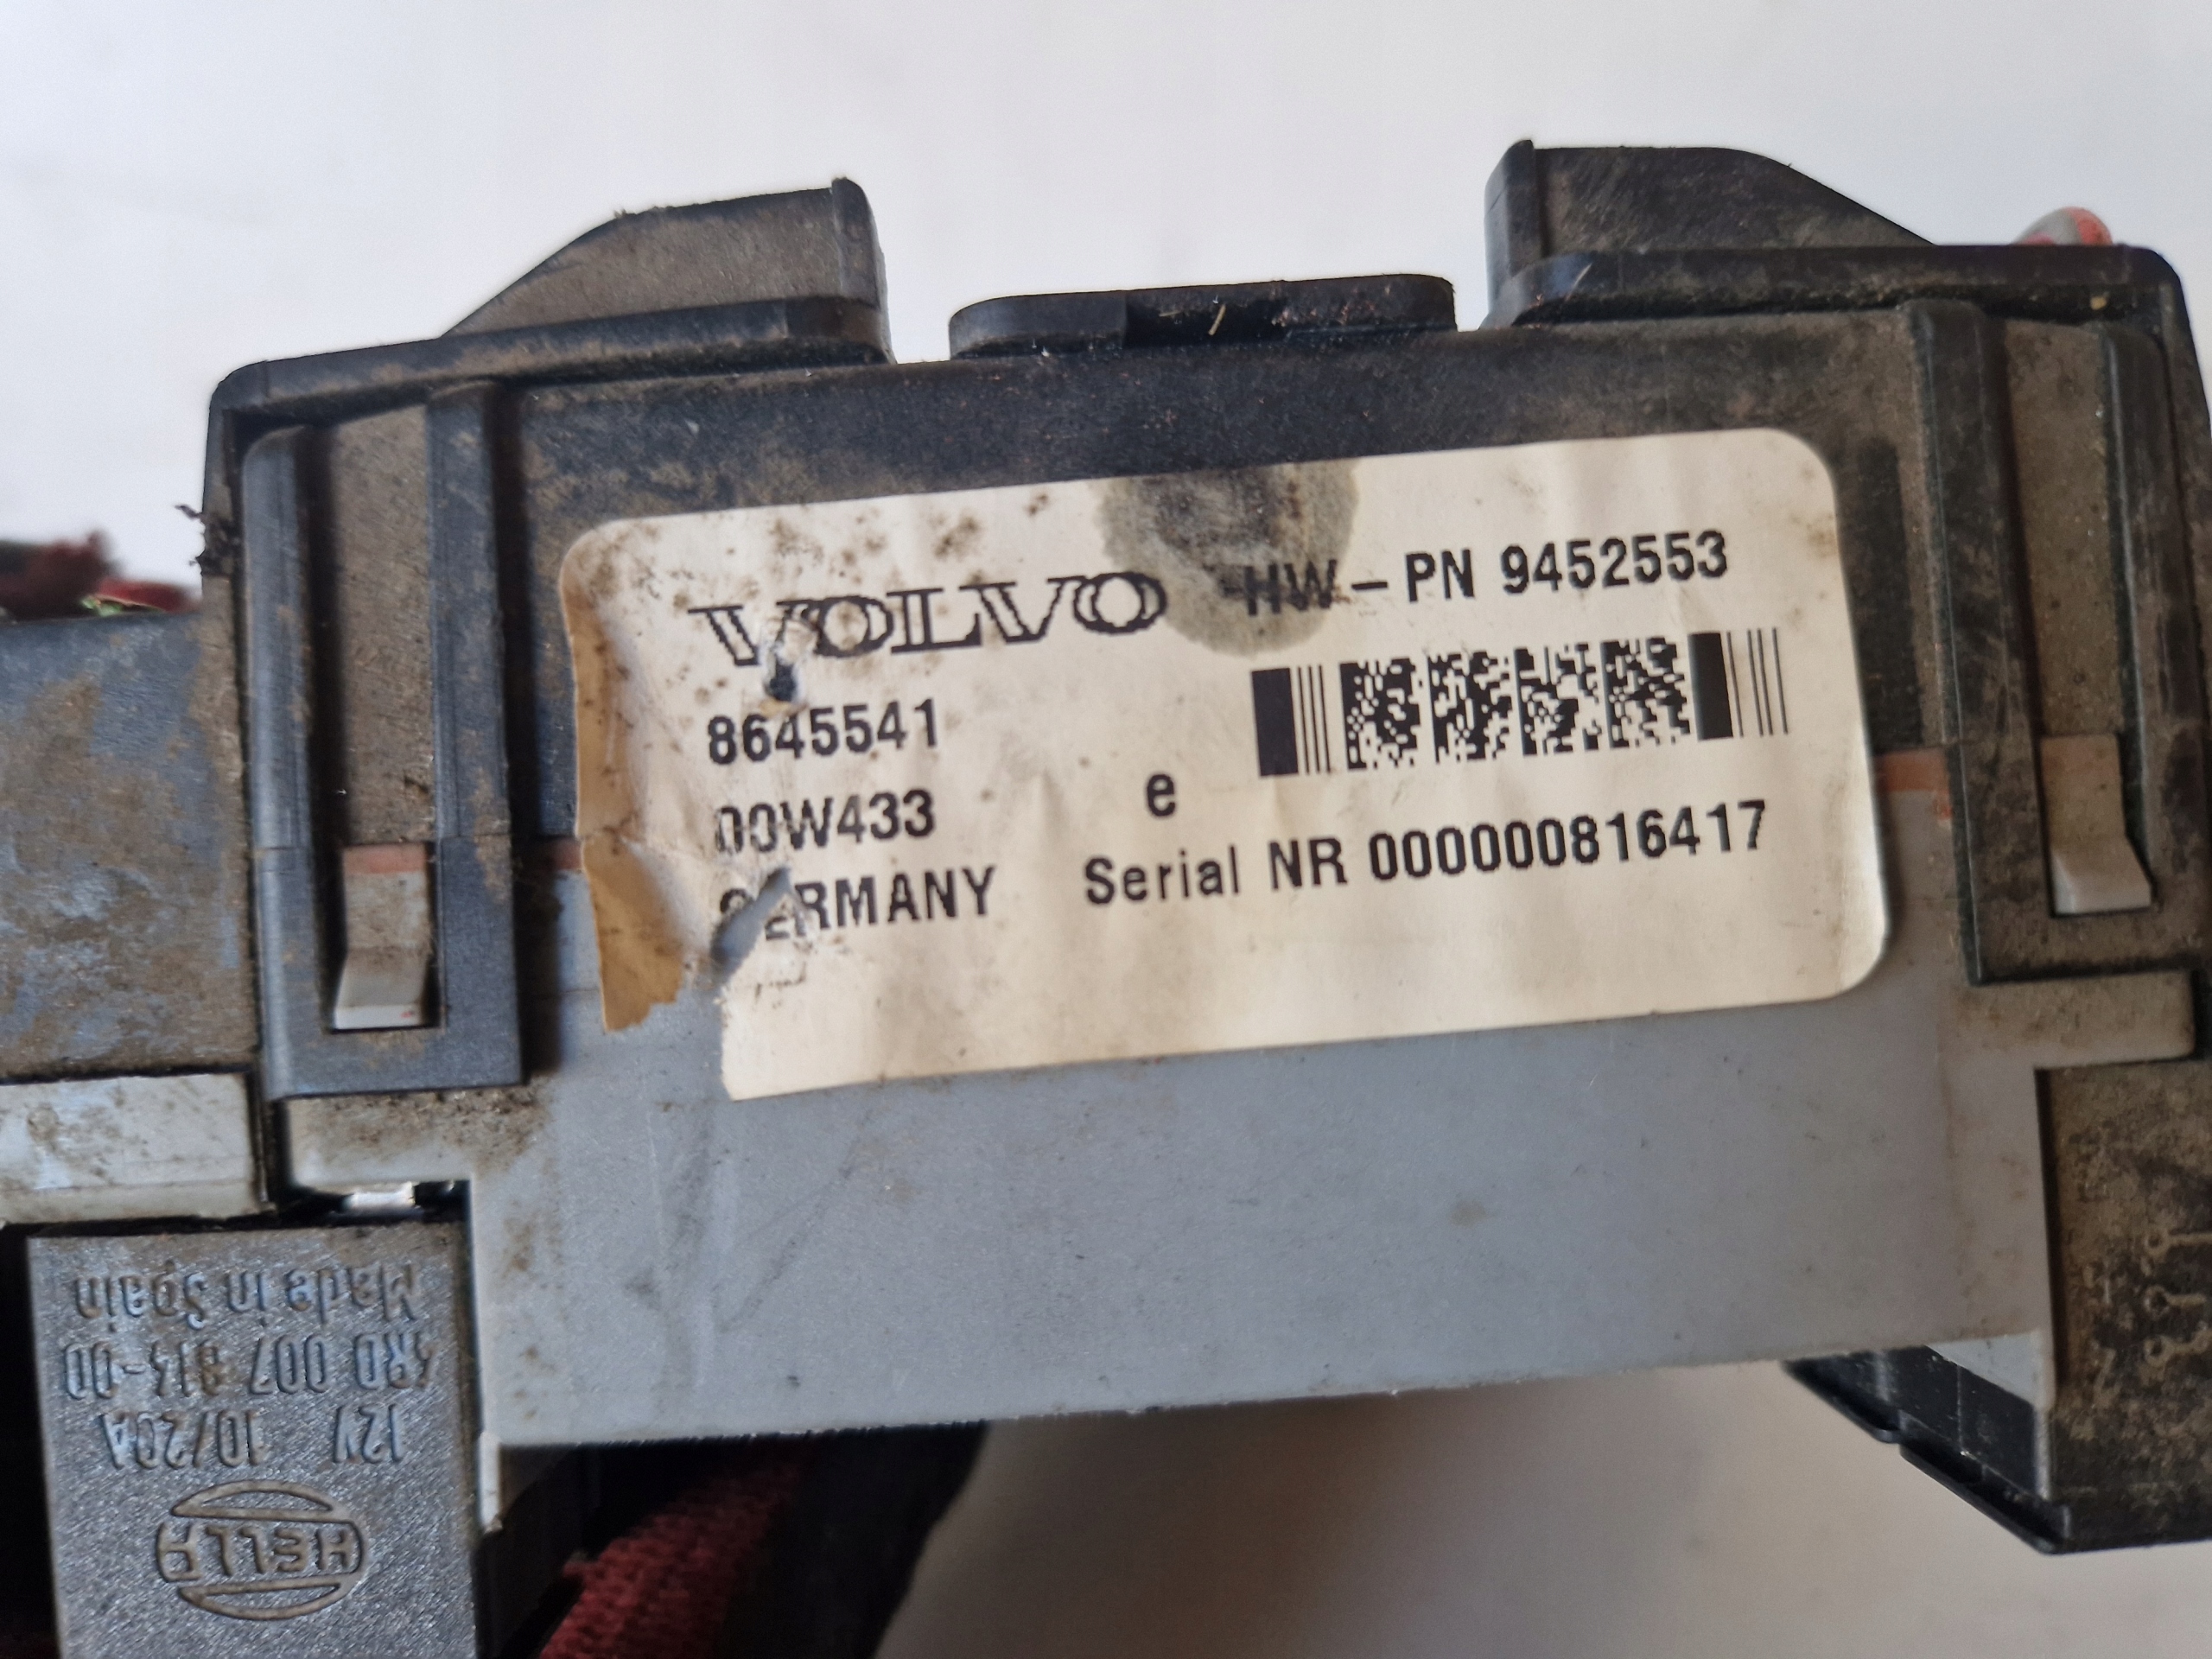 VOLVO HW-PN 9452553
8645541
00W433 e
GERMANY Serial NR 000000816417
Made in Spain
4RD 007 814-00
12V 10/20A
HELLA